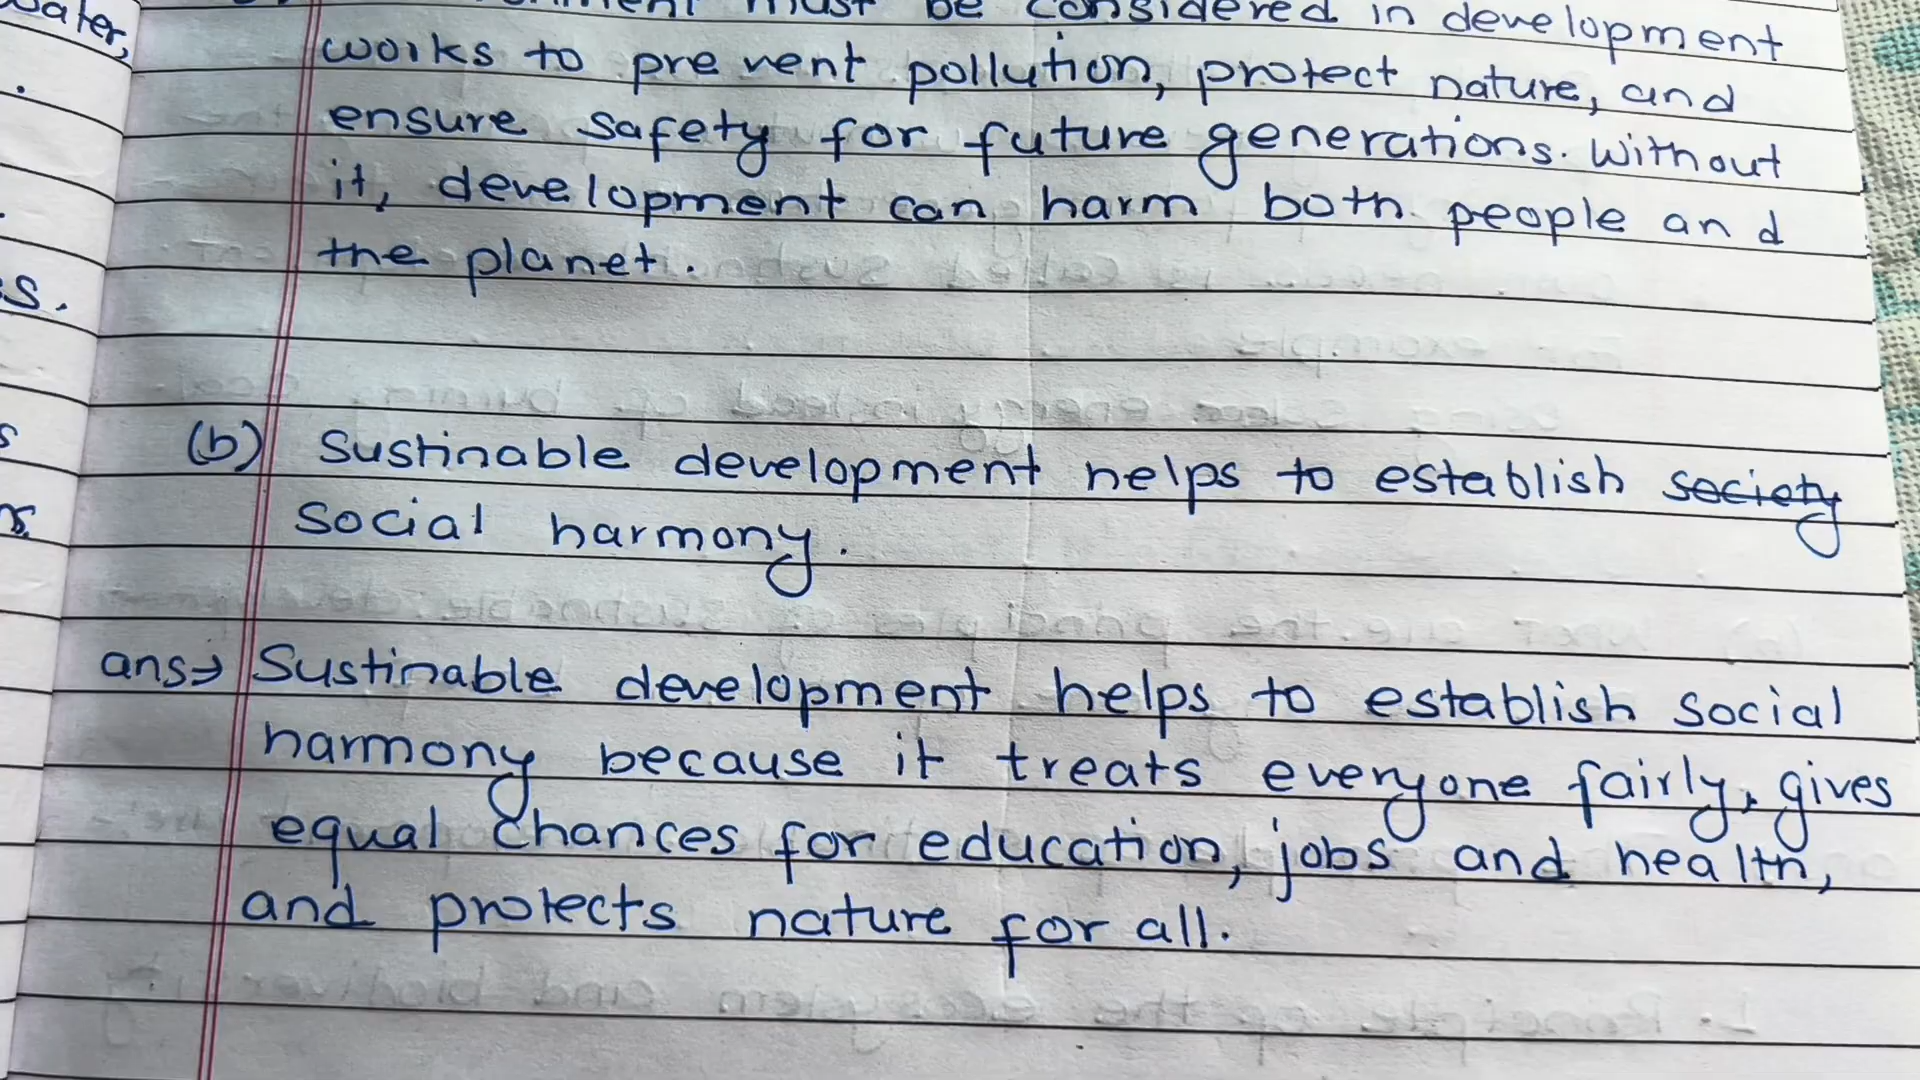 must be considered in development
works to prevent pollution, protect nature, and
ensure safety for future generations. Without
it, development can harm both people and
the planet.
(b) Sustinable development helps to establish society
social harmony.
ans→ Sustinable development helps to establish social
harmony because it treats everyone fairly, gives
equal chances for education, jobs and health,
and protects nature for all.
water,
s.
s